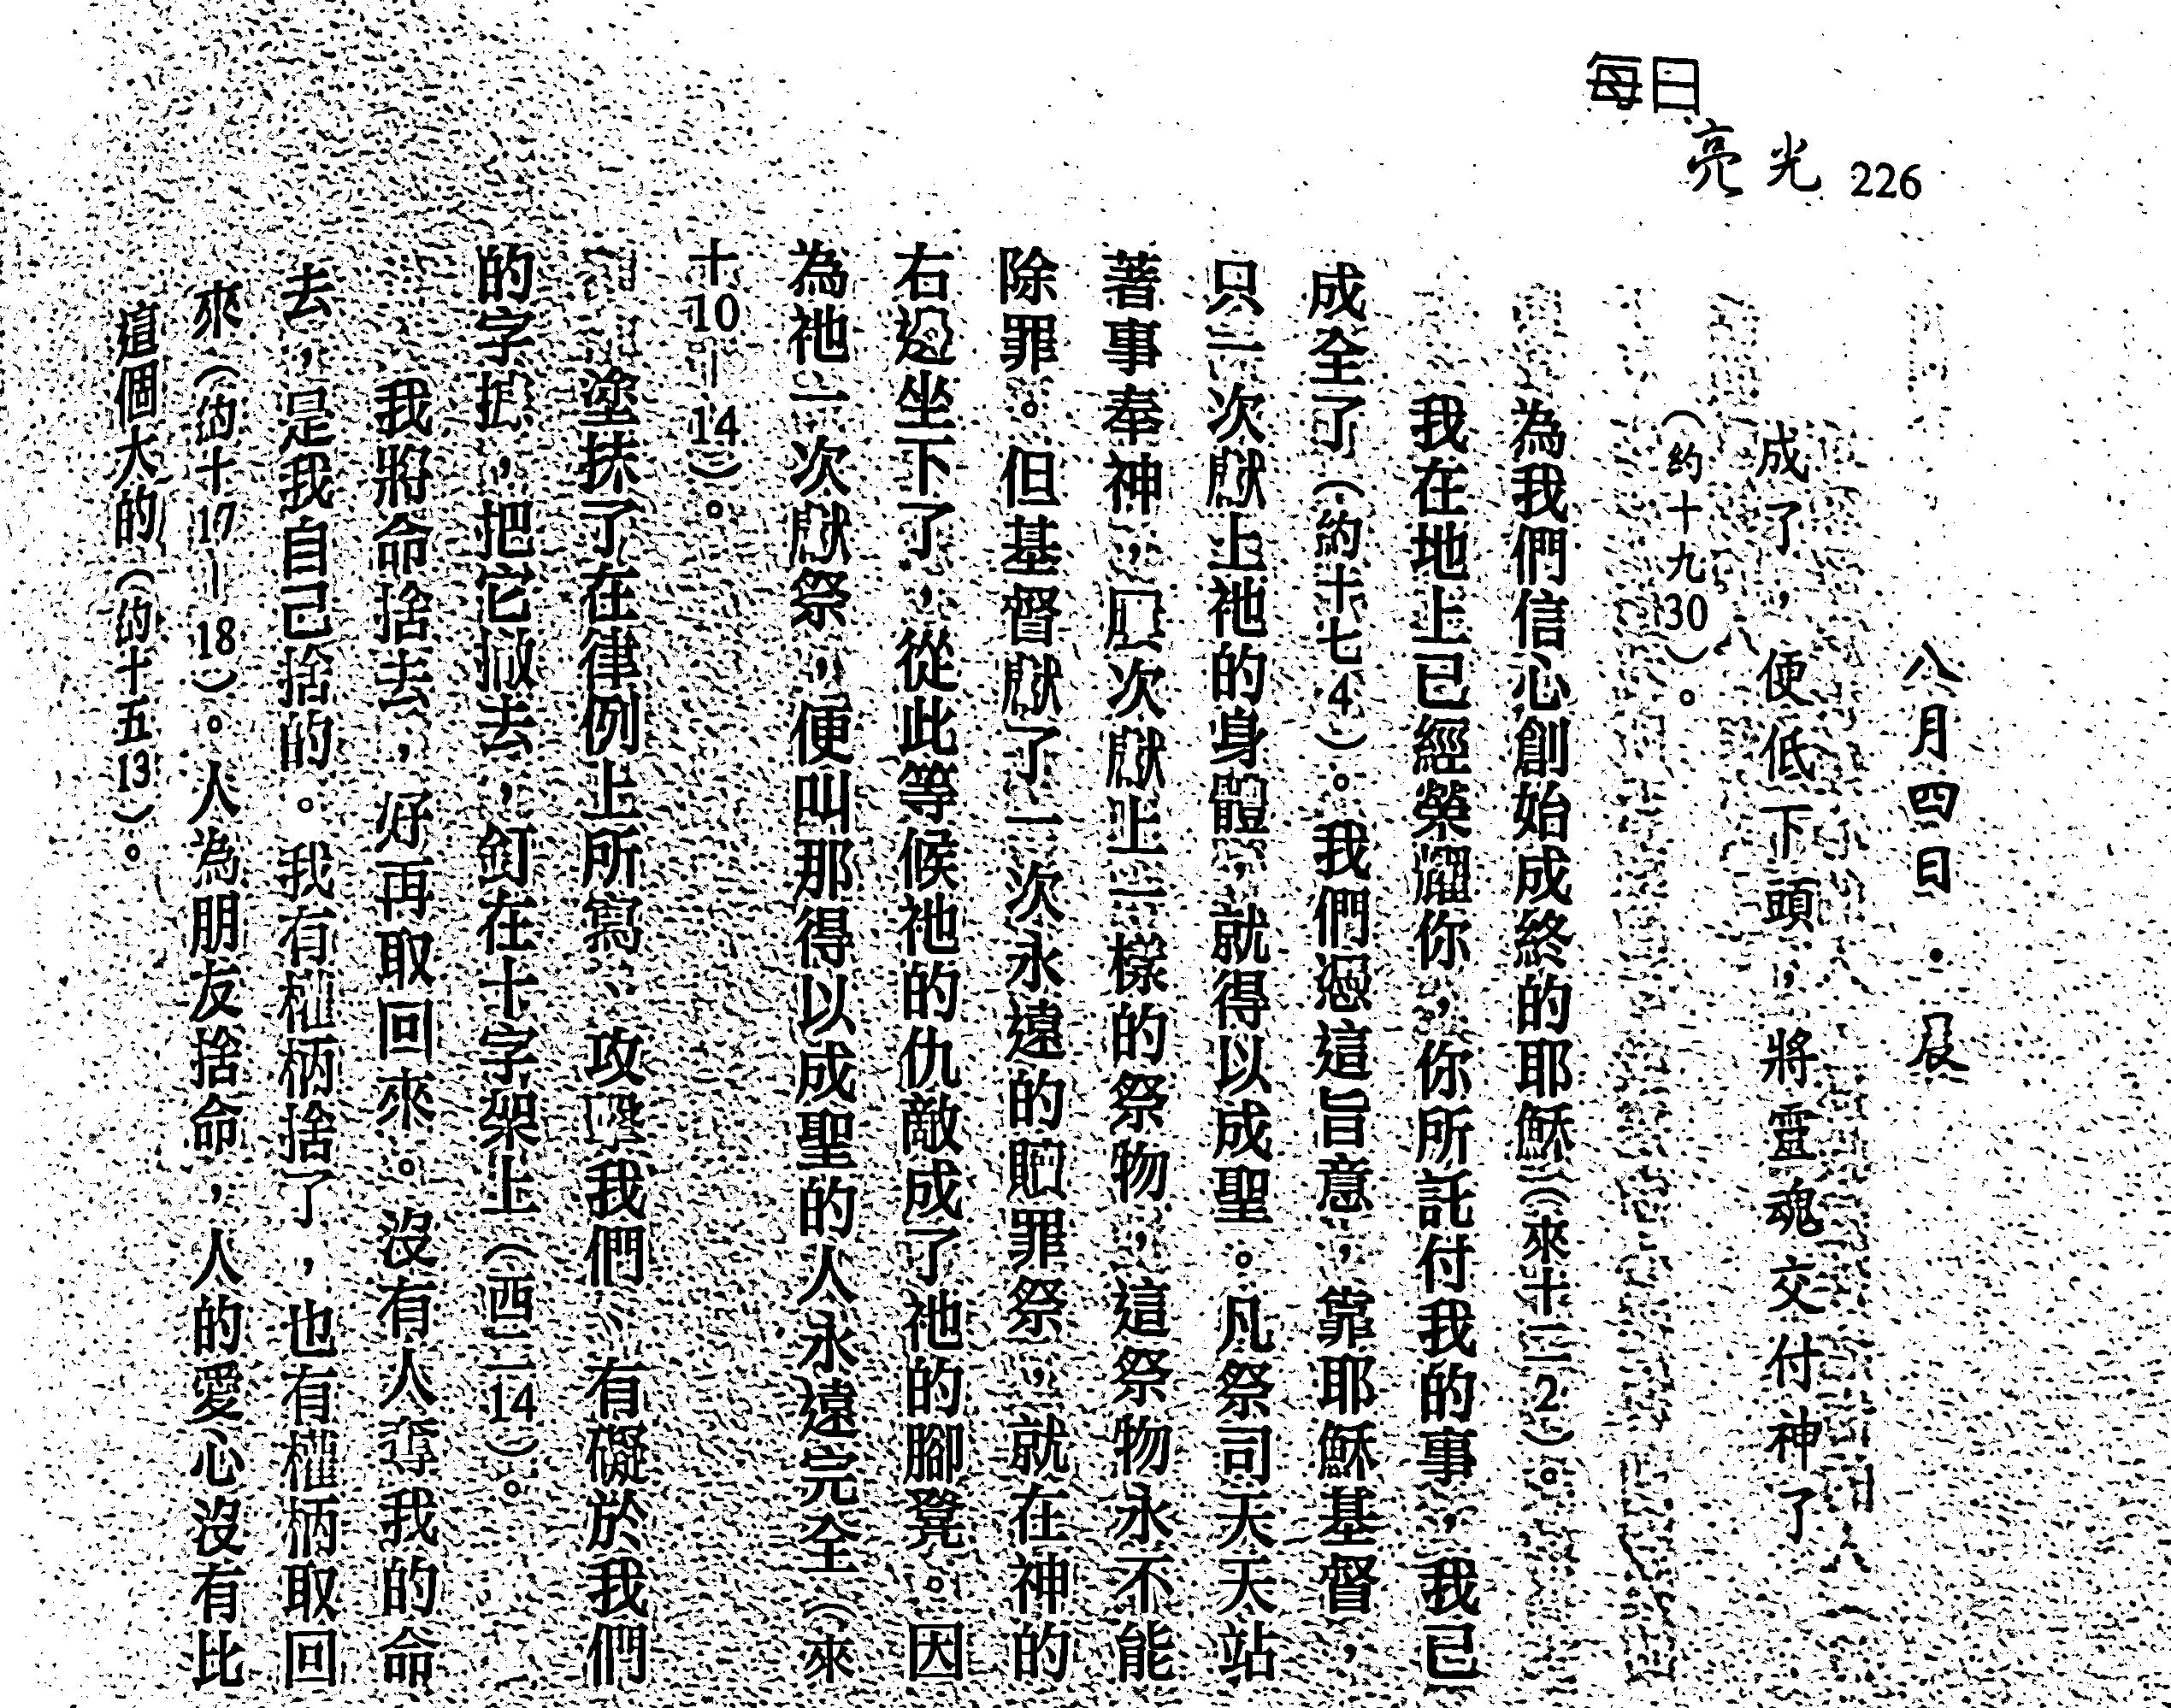 每日
亮光 226
八月四日・晨
成了，便低下頭，將靈魂交付神了
（約十九30）。
為我們信心創始成終的耶穌（來十二2）。
我在地上已經榮耀你，你所託付我的事，我已
成全了（約十七4）。我們憑這旨意，靠耶穌基督，
只一次獻上祂的身體，就得以成聖。凡祭司天天站
著事奉神，屢次獻上一樣的祭物，這祭物永不能
除罪。但基督獻了一次永遠的贖罪祭，就在神的
右邊坐下了，從此等候祂的仇敵成了祂的腳凳。因
為祂一次獻祭，便叫那得以成聖的人永遠完全（來
十10－14）。
塗抹了在律例上所寫、攻擊我們、有礙於我們
的字據，把它撤去，釘在十字架上（西二14）。
我將命捨去，好再取回來。沒有人奪我的命
去，是我自己捨的。我有權柄捨了，也有權柄取回
來（約十17－18）。人為朋友捨命，人的愛心沒有比
這個大的（約十五13）。